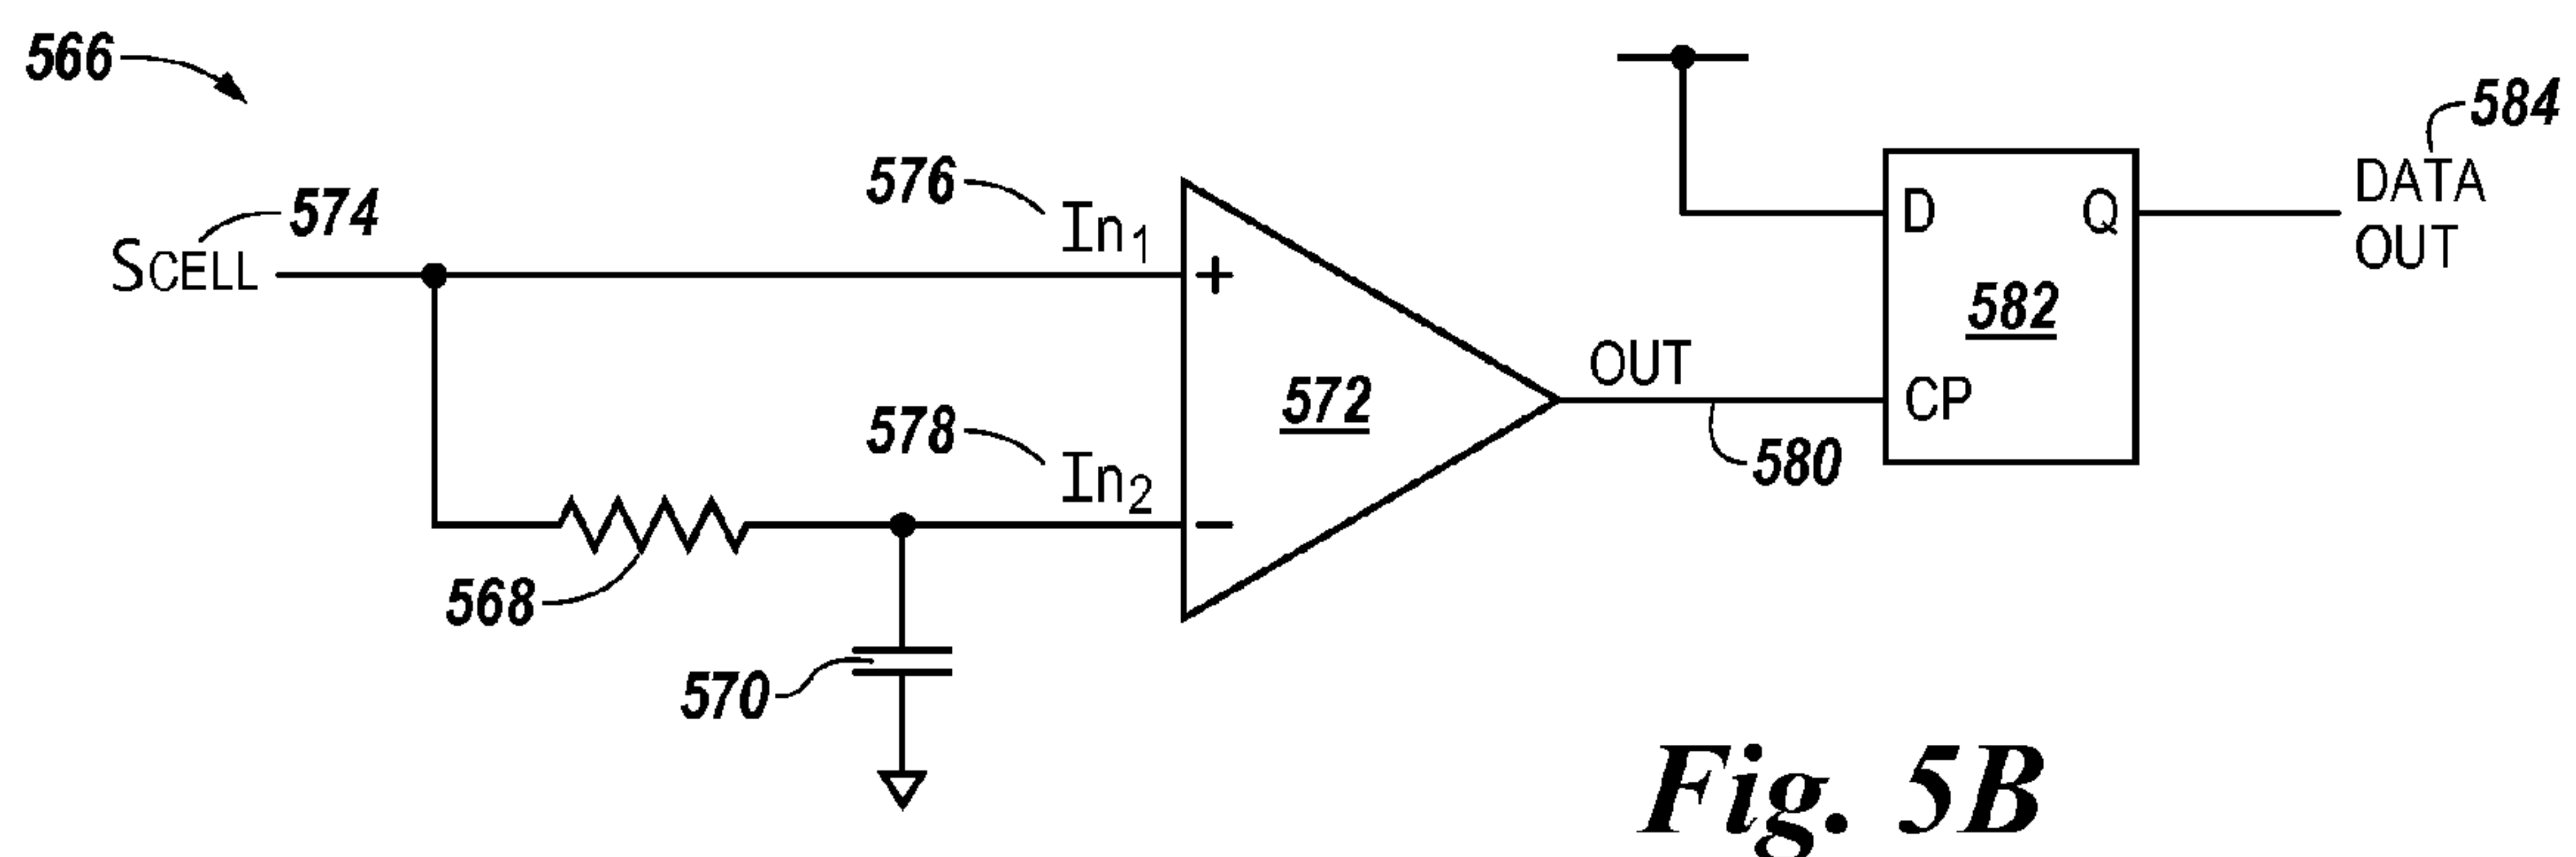 566
584
DATA
OUT
576
574
In1
D
Q
SCELL
+
582
OUT
572
CP
578
580
In2
−
568
570
Fig. 5B